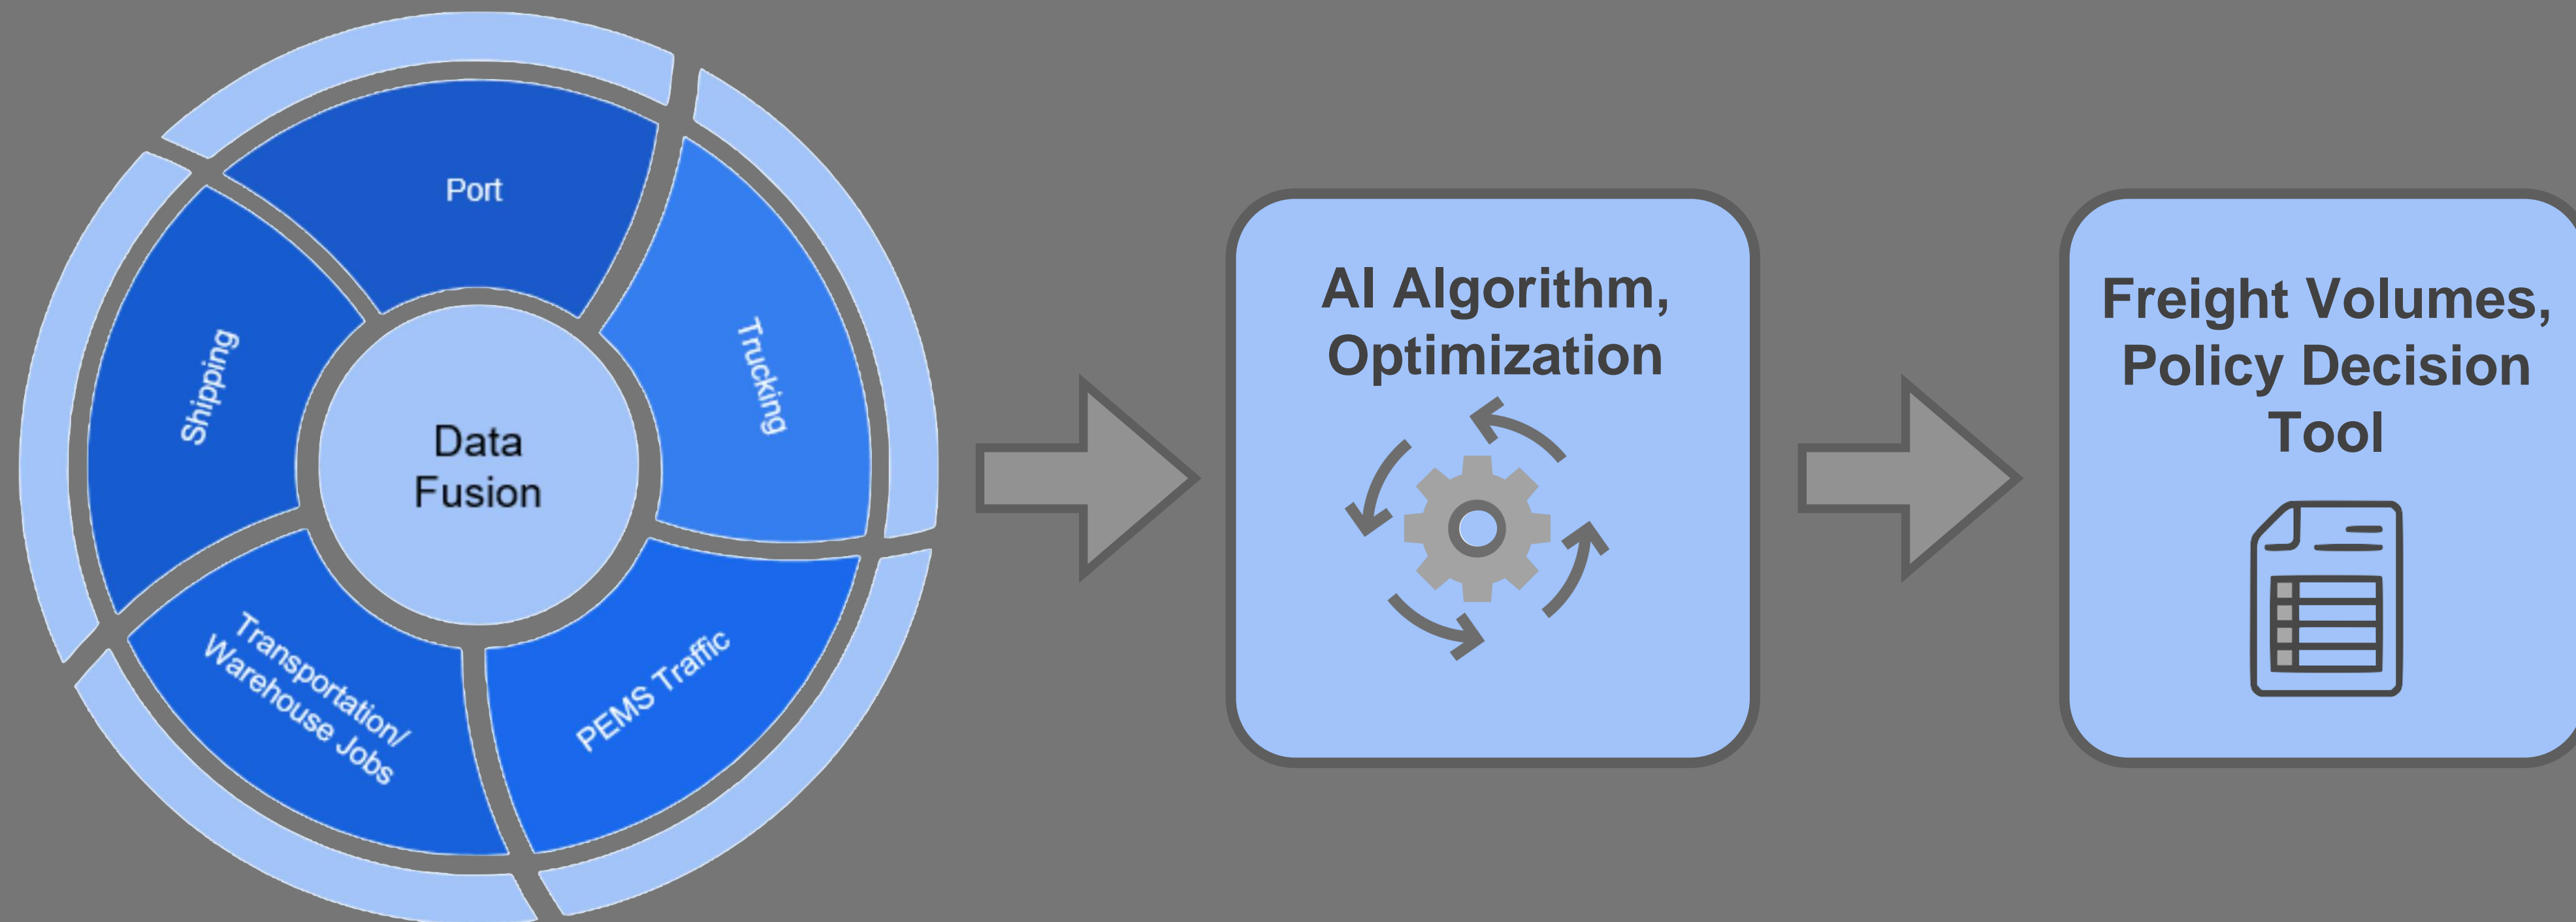 Port
Trucking
Shipping
Data
Fusion
Transportation/
Warehouse Jobs
PEMS Traffic
AI Algorithm,
Optimization
Freight Volumes,
Policy Decision
Tool